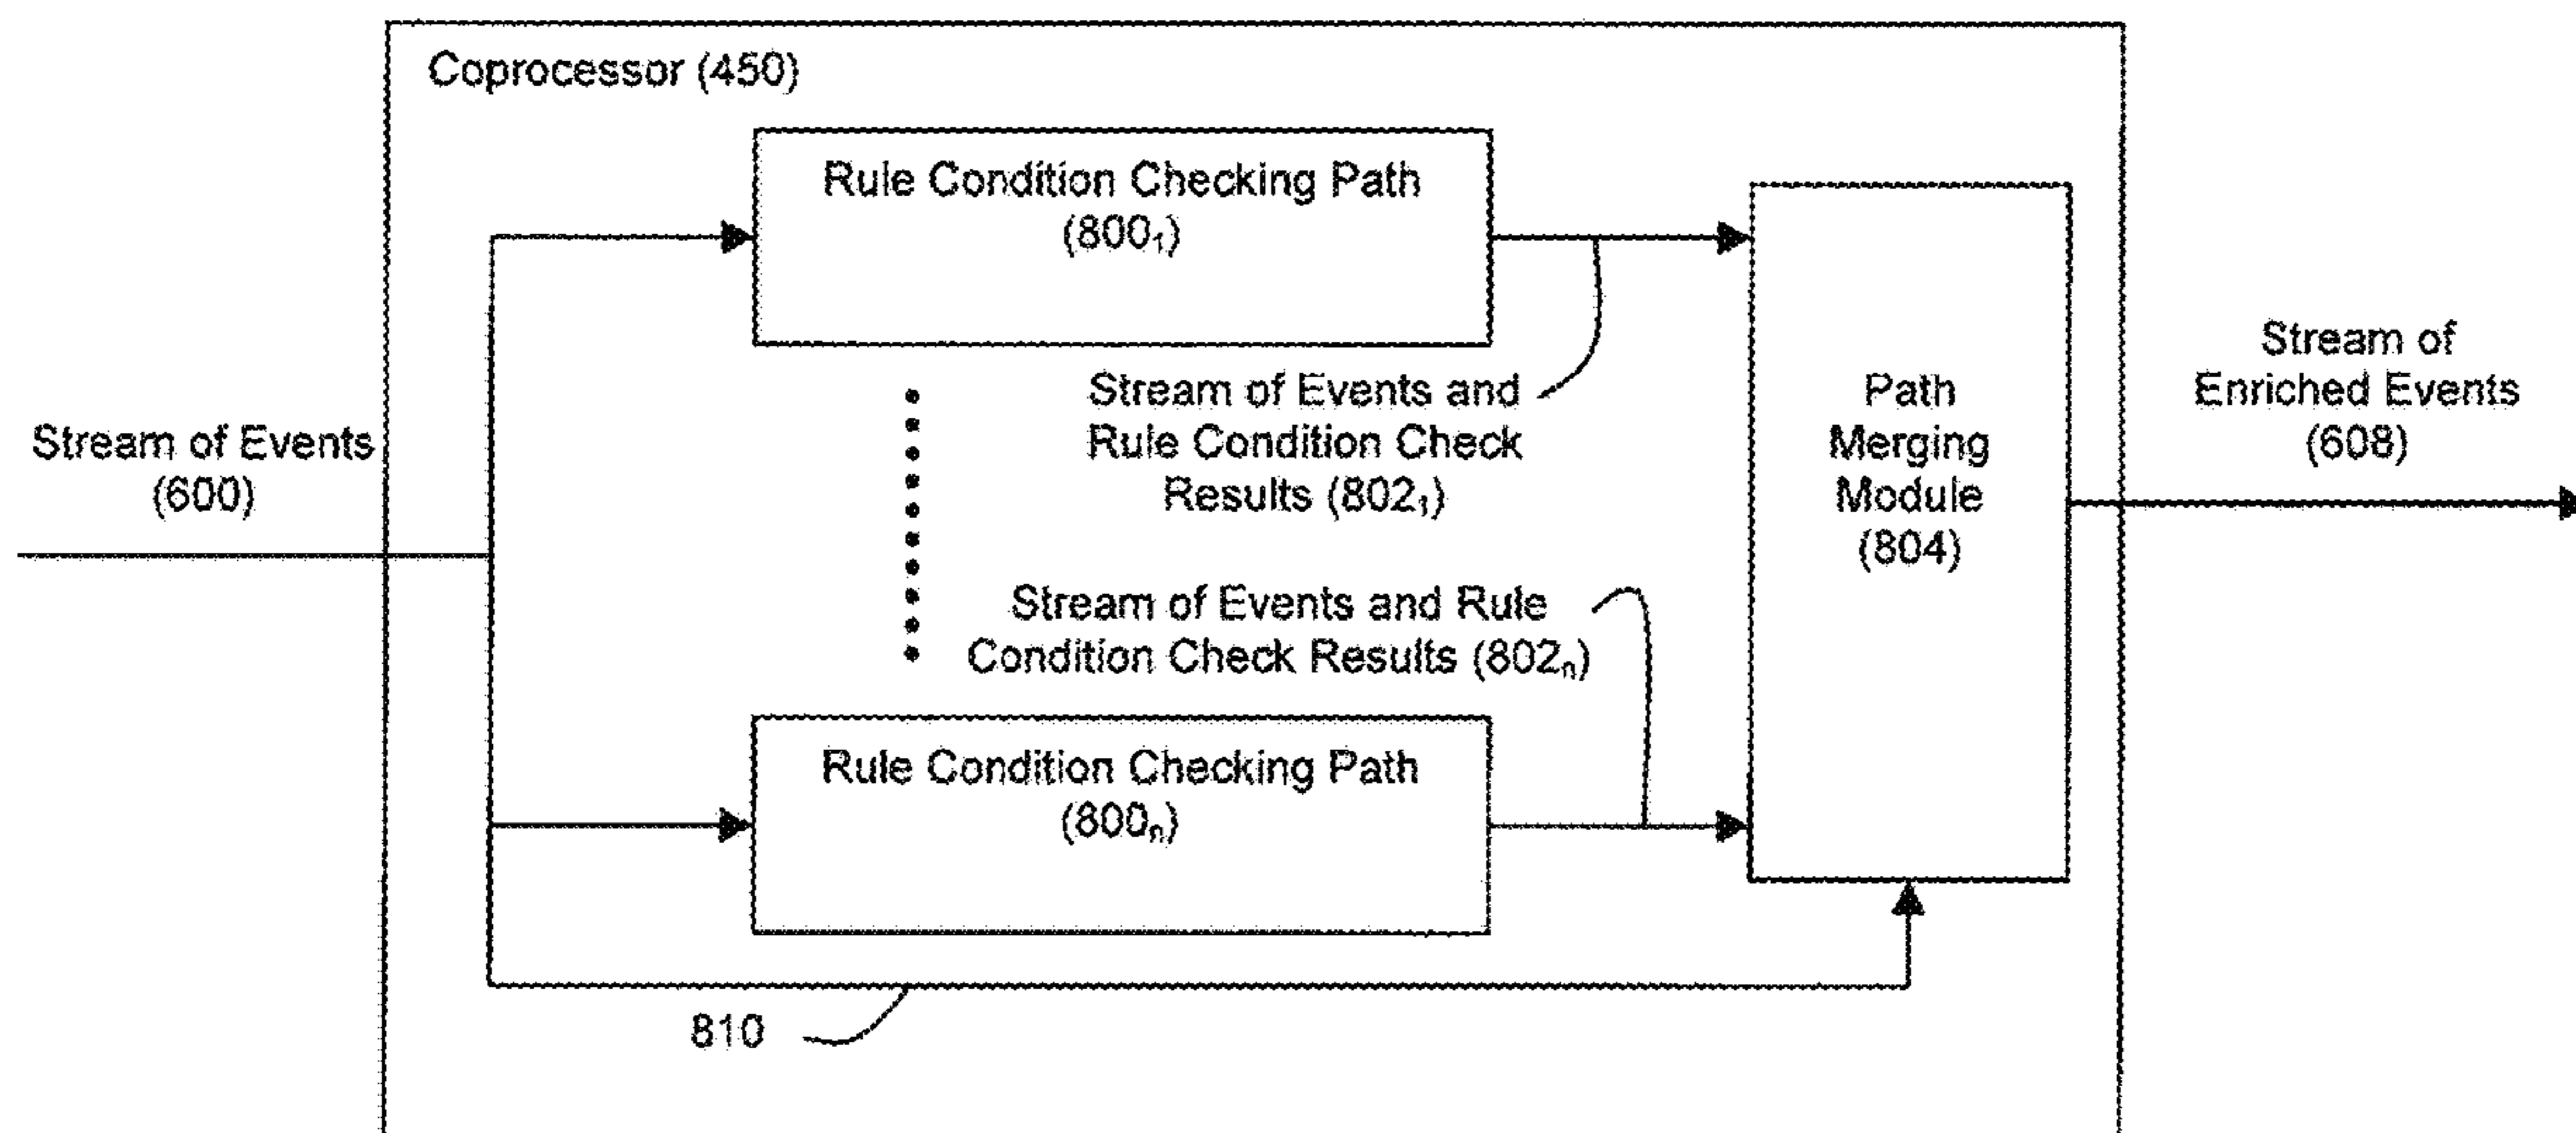 Coprocessor (450)
Rule Condition Checking Path
(800₁)
Stream of Events
(600)
Stream of Events and
Rule Condition Check
Results (802₁)
Path
Merging
Module
(804)
Stream of
Enriched Events
(608)
Stream of Events and Rule
Condition Check Results (802ₙ)
Rule Condition Checking Path
(800ₙ)
810